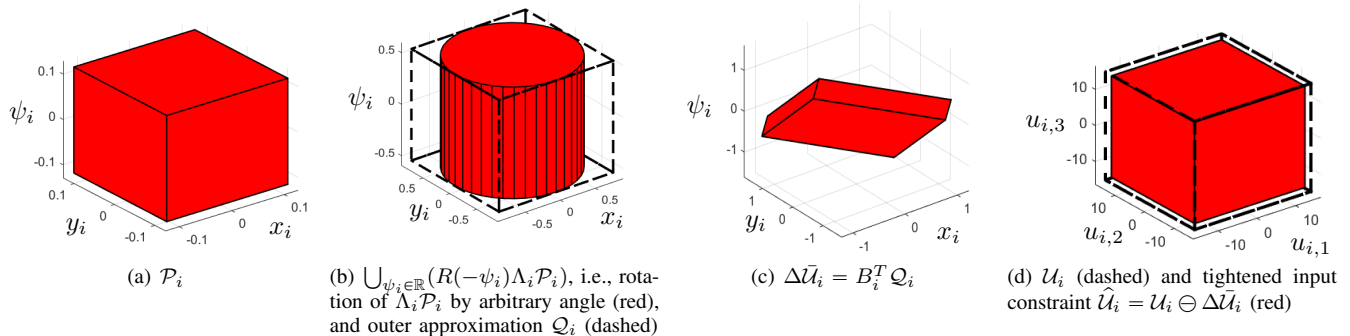 ψ_i
0.1
0
-0.1
0.1
0
-0.1
y_i
-0.1
0
0.1
x_i
(a) 𝒫_i
ψ_i
0.5
0
-0.5
0.5
0
-0.5
y_i
-0.5
0
0.5
x_i
(b) ⋃_{ψ_i∈ℝ}(R(−ψ_i)Λ_i𝒫_i), i.e., rota-
tion of Λ_i𝒫_i by arbitrary angle (red),
and outer approximation 𝒬_i (dashed)
ψ_i
1
0
-1
1
0
-1
y_i
-1
0
1
x_i
(c) Δ𝒰̄_i = B_i^T 𝒬_i
u_{i,3}
10
0
-10
10
0
-10
u_{i,2}
-10
0
10
u_{i,1}
(d) 𝒰_i (dashed) and tightened input
constraint 𝒰̂_i = 𝒰_i ⊖ Δ𝒰̄_i (red)